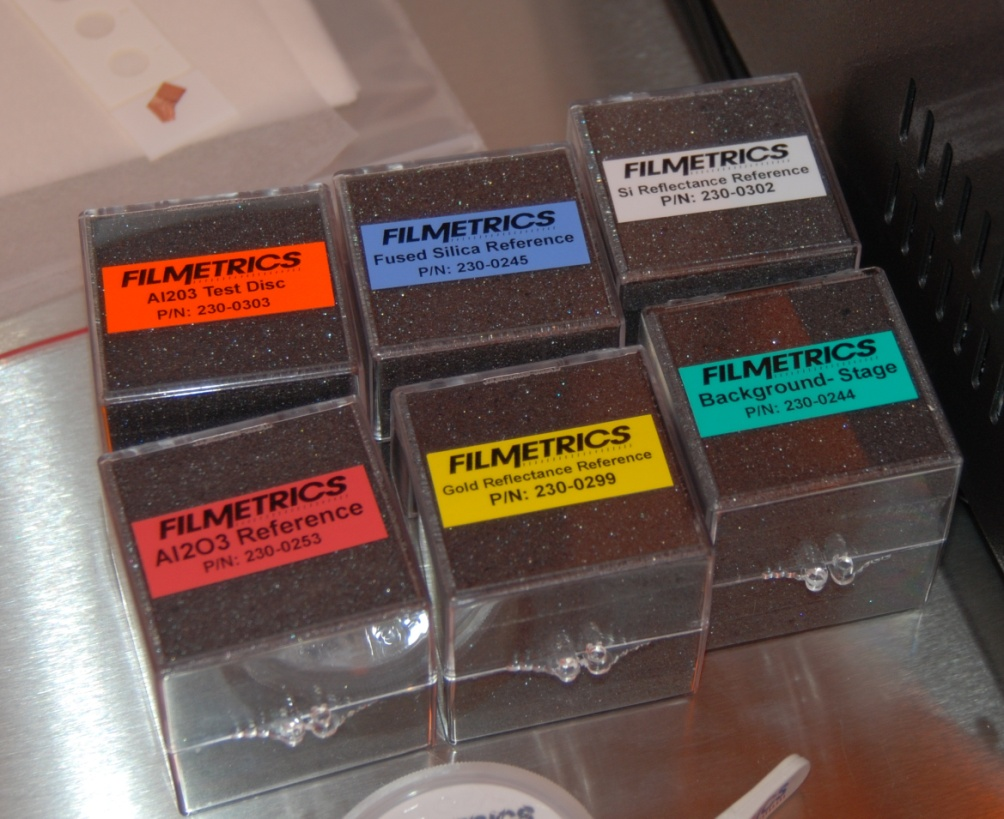 FILMETRICS
Al203 Test Disc
P/N: 230-0303
FILMETRICS
Fused Silica Reference
P/N: 230-0245
FILMETRICS
Si Reflectance Reference
P/N: 230-0302
FILMETRICS
Al2O3 Reference
P/N: 230-0253
FILMETRICS
Gold Reflectance Reference
P/N: 230-0299
FILMETRICS
Background- Stage
P/N: 230-0244